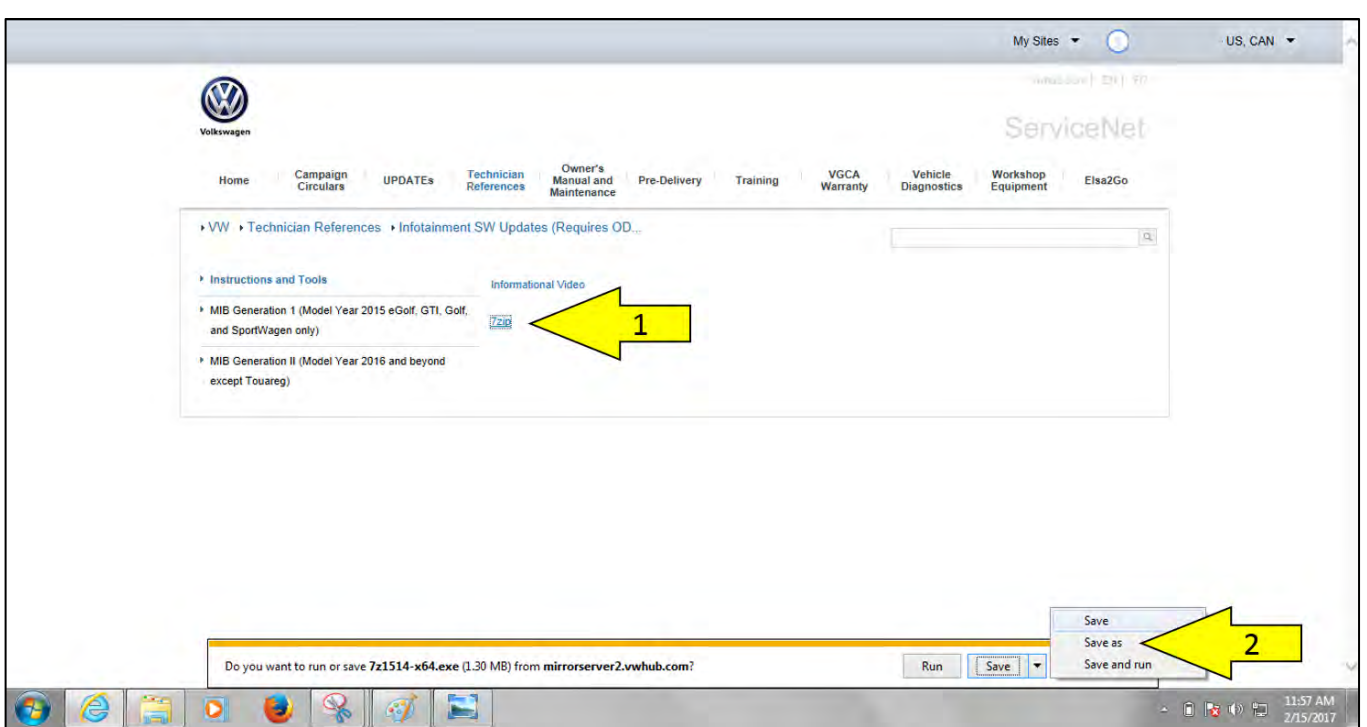 My Sites
US, CAN
Volkswagen
EN
ServiceNet
Home
Campaign
Circulars
UPDATEs
Technician
References
Owner's
Manual and
Maintenance
Pre-Delivery
Training
VGCA
Warranty
Vehicle
Diagnostics
Workshop
Equipment
Elsa2Go
VW Technician References Infotainment SW Updates (Requires OD...
Instructions and Tools
Informational Video
MIB Generation 1 (Model Year 2015 eGolf, GTI, Golf,
and SportWagen only)
7zip
1
MIB Generation II (Model Year 2016 and beyond
except Touareg)
Save
Save as
2
Save and run
Do you want to run or save 7z1514-x64.exe (1.30 MB) from mirrorserver2.vwhub.com?
Run
Save
11:57 AM
2/15/2017